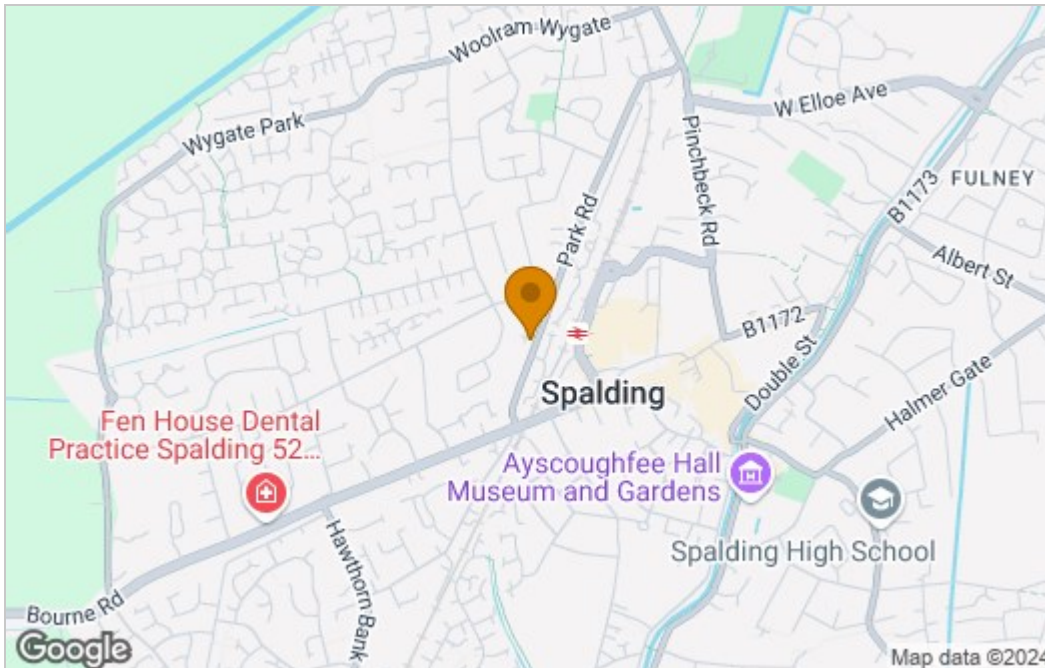 Woolram Wygate
W Elloe Ave
Wygate Park
Pinchbeck Rd
FULNEY
B1173
Park Rd
Albert St
B1172
Double St
Spalding
Halmer Gate
Fen House Dental
Practice Spalding 52...
Ayscoughfee Hall
Museum and Gardens
Spalding High School
Hawthorn Bank
Bourne Rd
Google
Map data ©2024